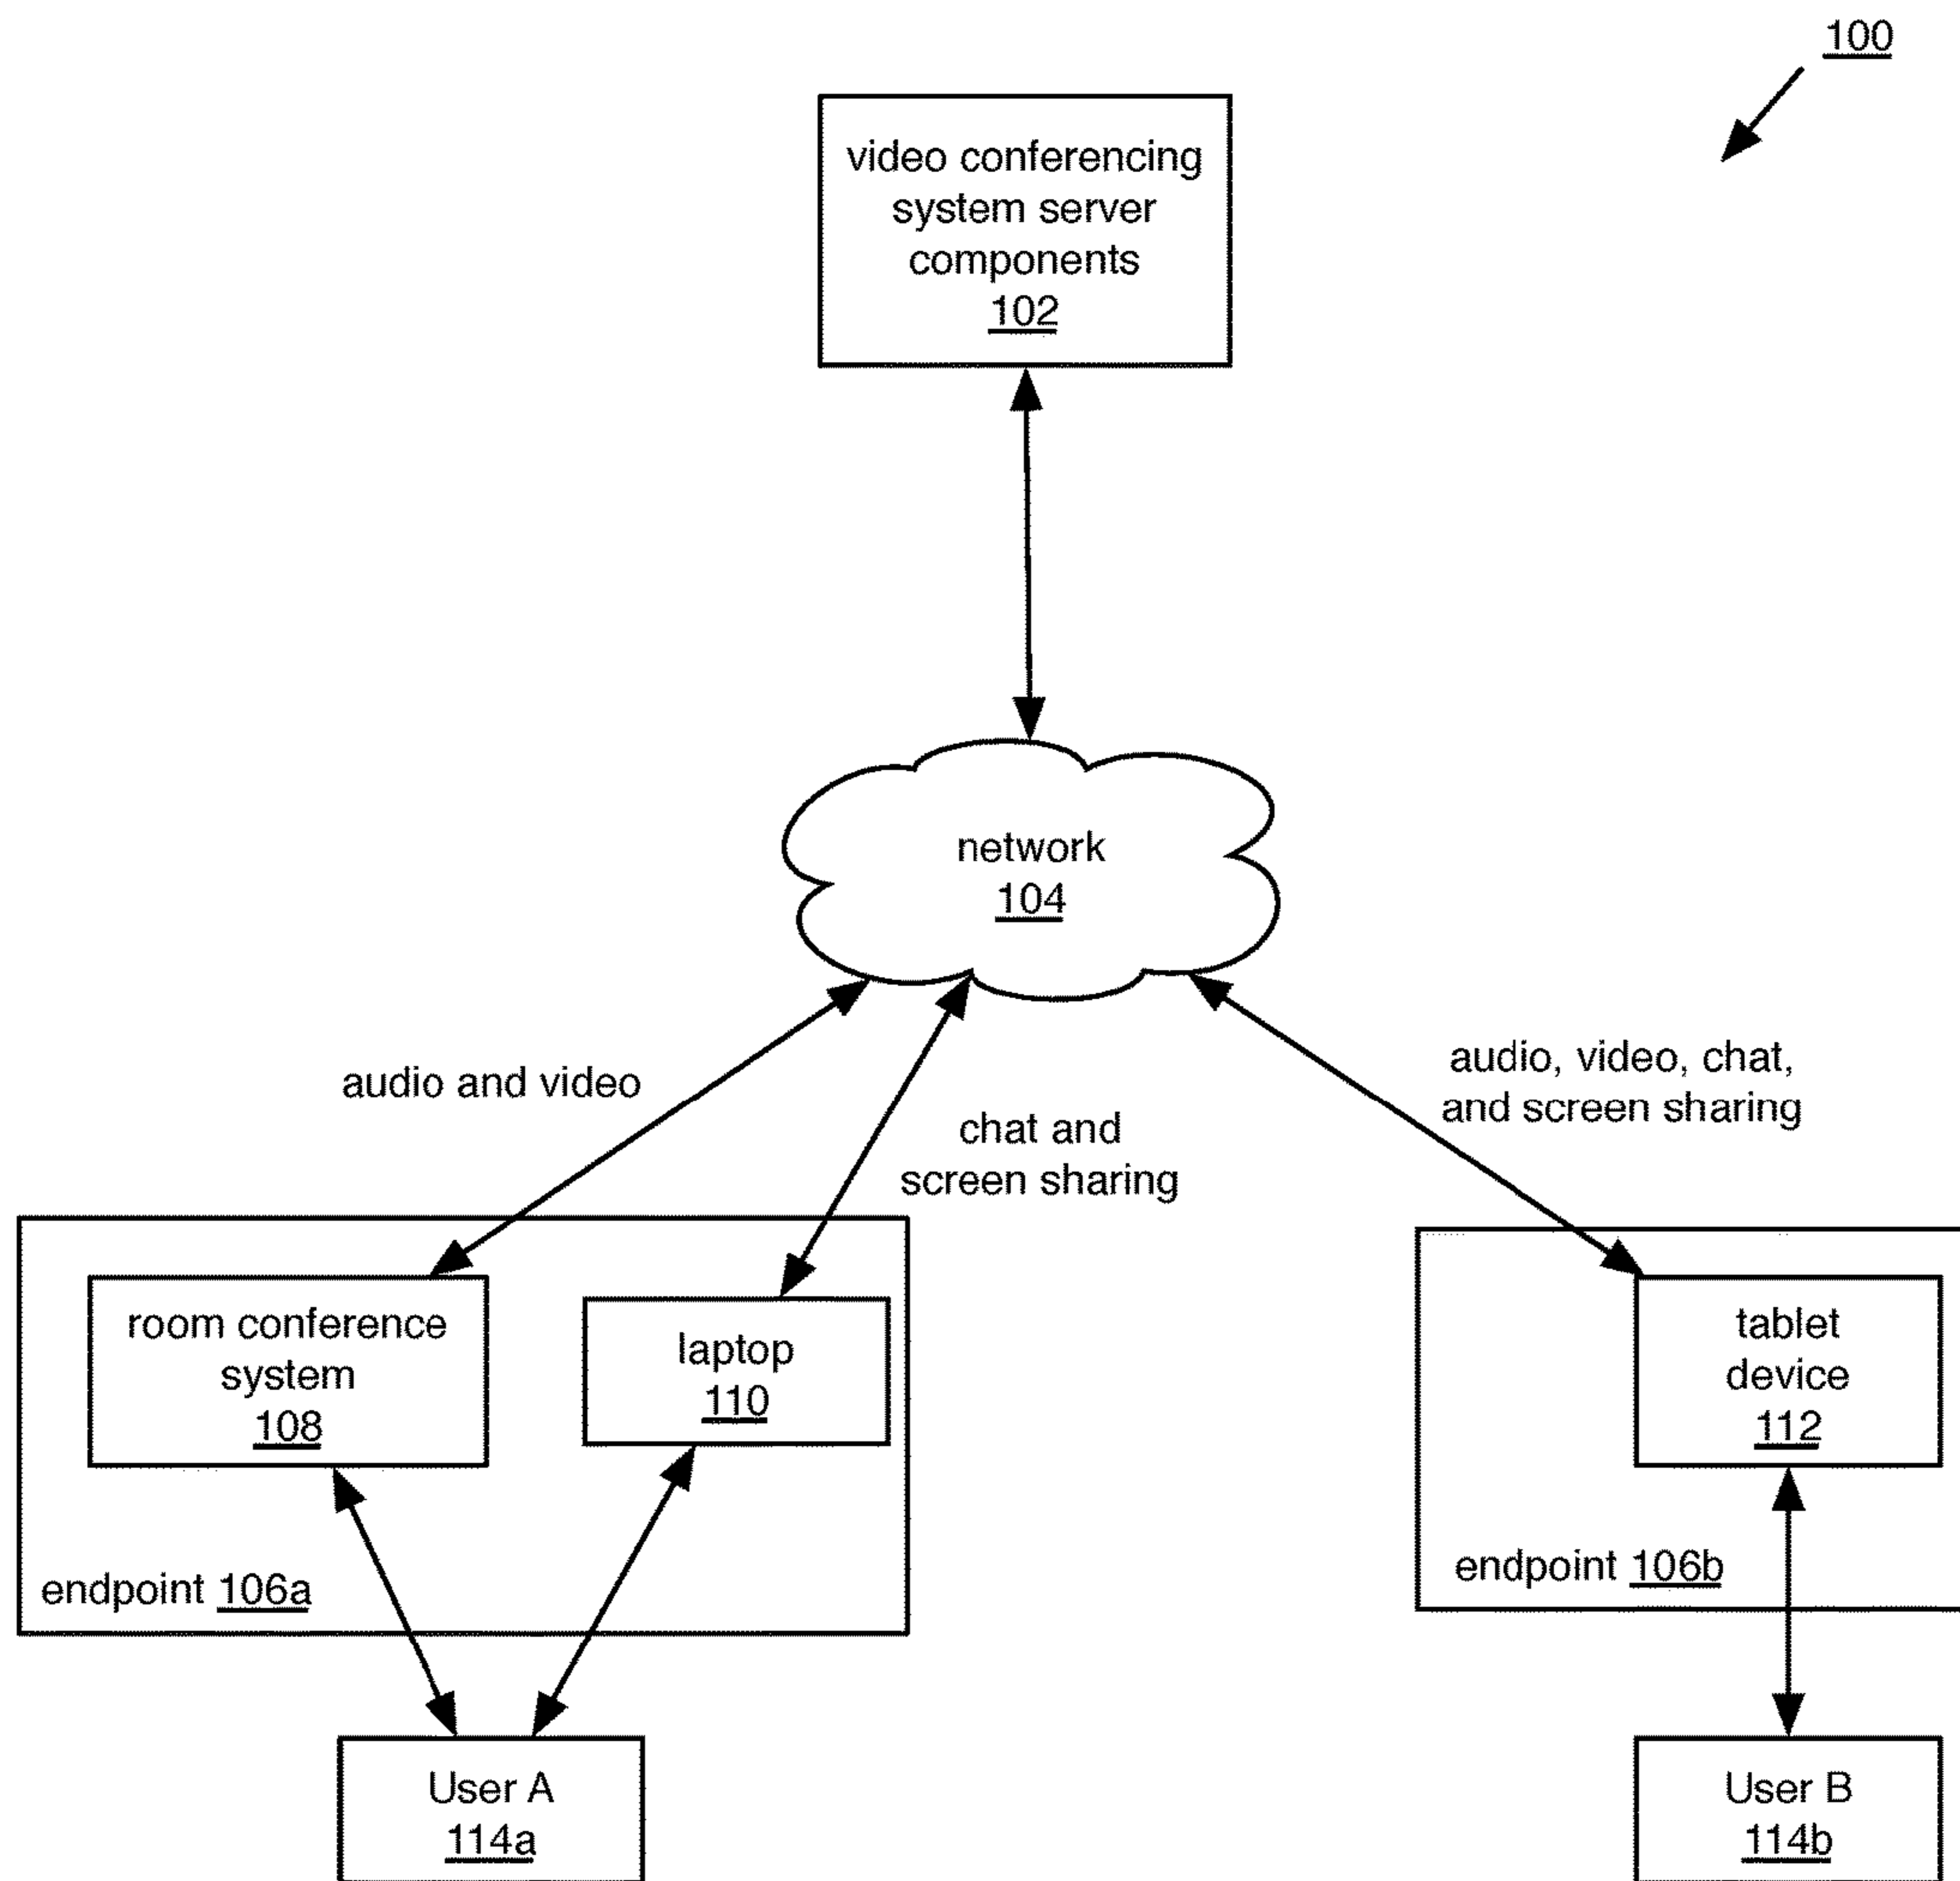 100
video conferencing
system server
components
102
network
104
audio and video
chat and
screen sharing
audio, video, chat,
and screen sharing
room conference
system
108
laptop
110
endpoint 106a
tablet
device
112
endpoint 106b
User A
114a
User B
114b